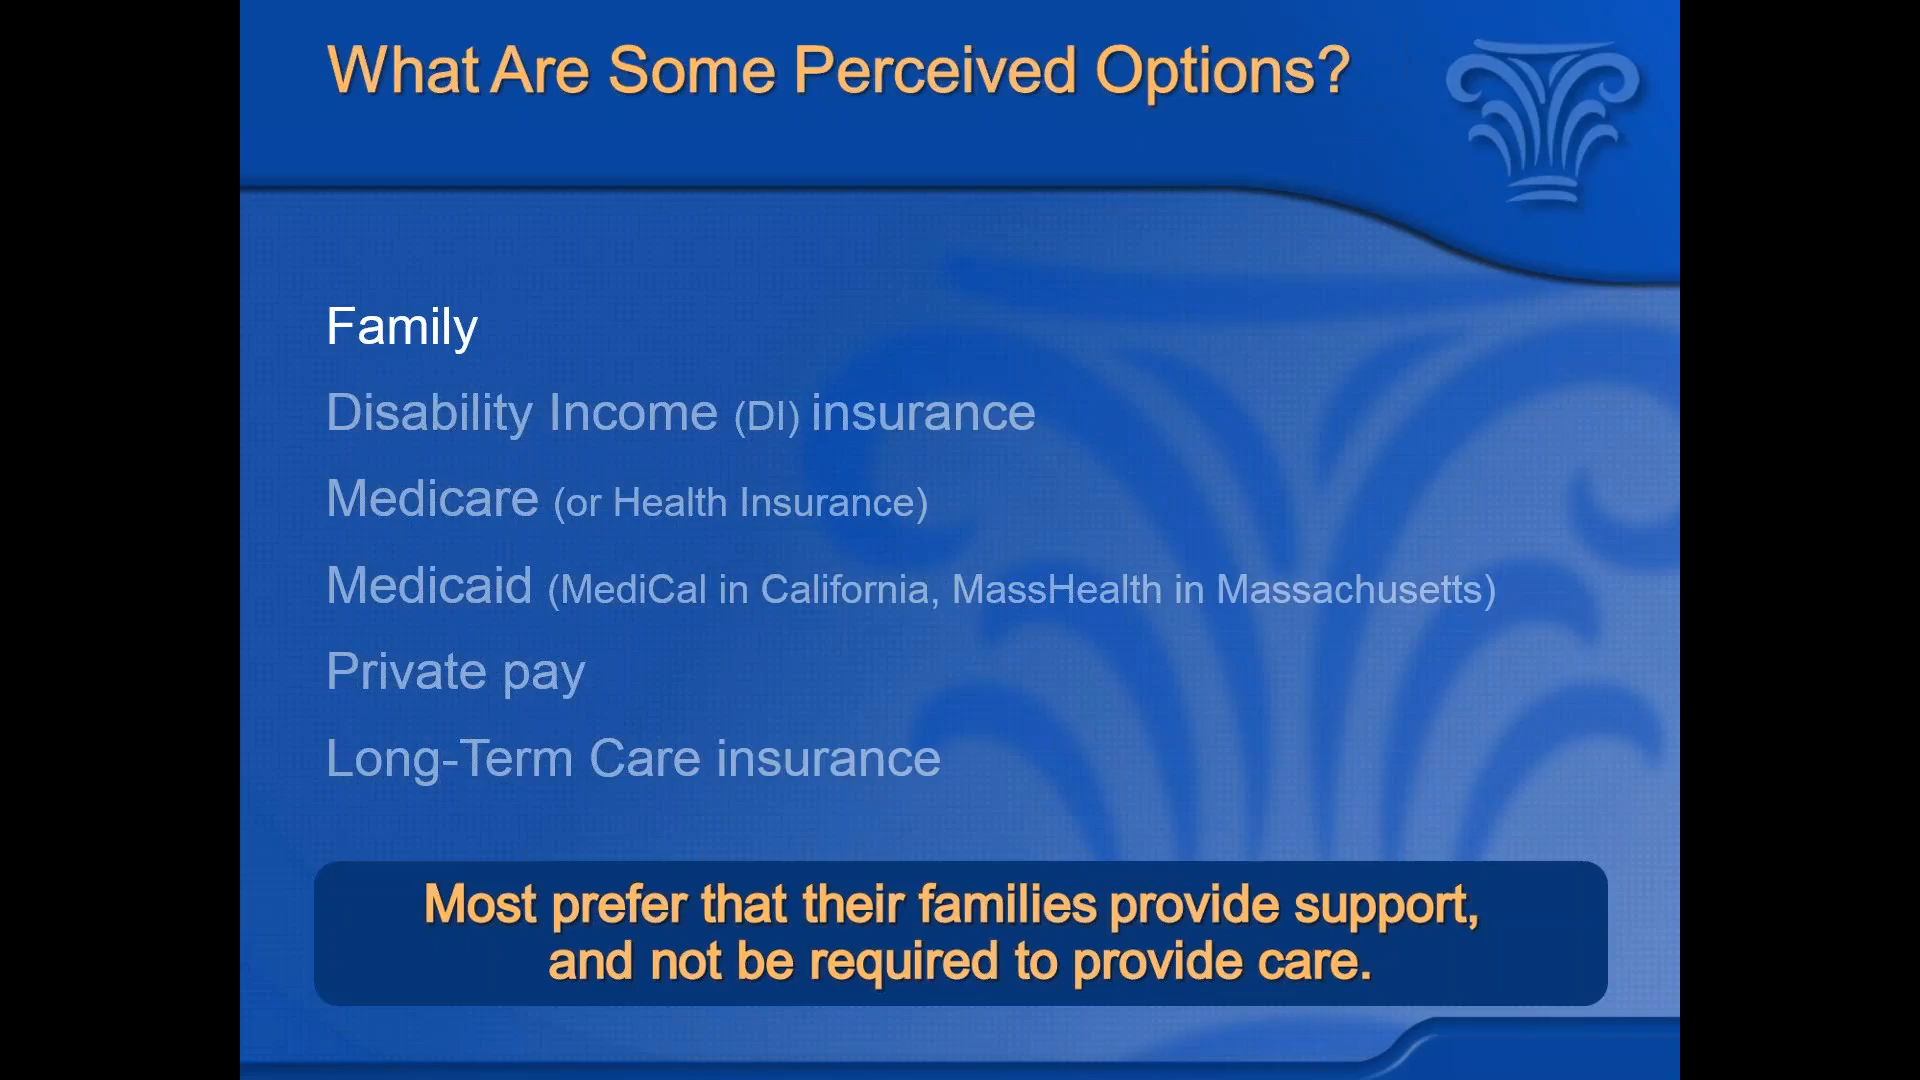 What Are Some Perceived Options?
Family
Disability Income (DI) insurance
Medicare (or Health Insurance)
Medicaid (MediCal in California, MassHealth in Massachusetts)
Private pay
Long-Term Care insurance
Most prefer that their families provide support,
and not be required to provide care.